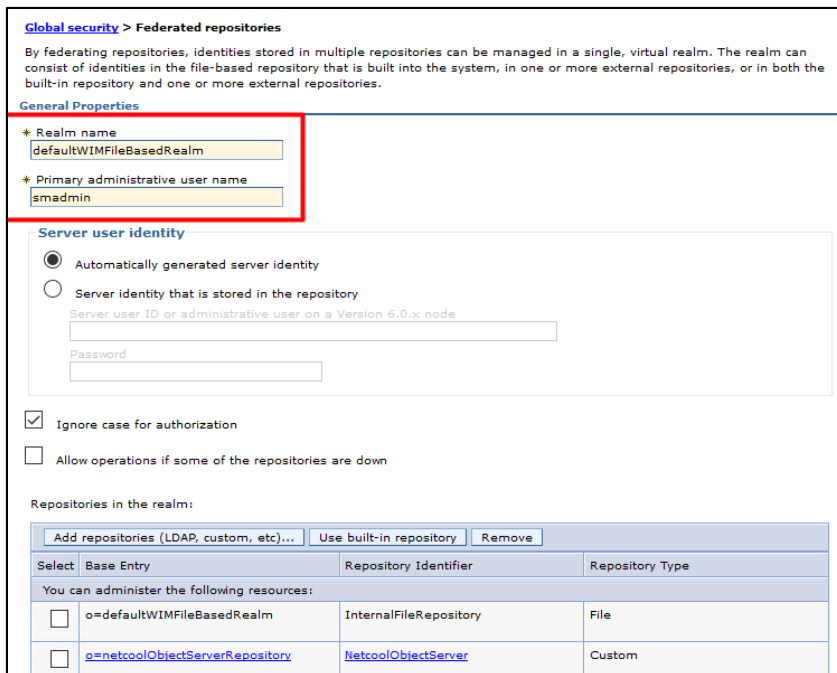 Global security > Federated repositories
By federating repositories, identities stored in multiple repositories can be managed in a single, virtual realm. The realm can
consist of identities in the file-based repository that is built into the system, in one or more external repositories, or in both the
built-in repository and one or more external repositories.
General Properties
* Realm name
defaultWIMFileBasedRealm
* Primary administrative user name
smadmin
Server user identity
Automatically generated server identity
Server identity that is stored in the repository
Server user ID or administrative user on a Version 6.0.x node
Password
Ignore case for authorization
Allow operations if some of the repositories are down
Repositories in the realm:
Add repositories (LDAP, custom, etc)... Use built-in repository Remove
Select Base Entry Repository Identifier Repository Type
You can administer the following resources:
o=defaultWIMFileBasedRealm InternalFileRepository File
o=netcoolObjectServerRepository NetcoolObjectServer Custom